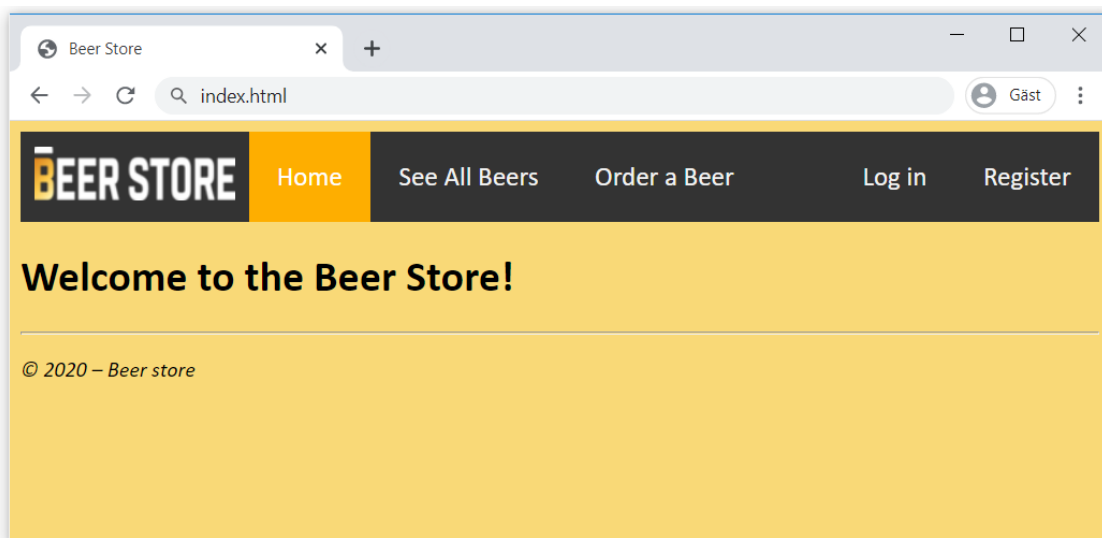 Beer Store
index.html
Gäst
BEER STORE Home See All Beers Order a Beer Log in Register
Welcome to the Beer Store!
© 2020 – Beer store